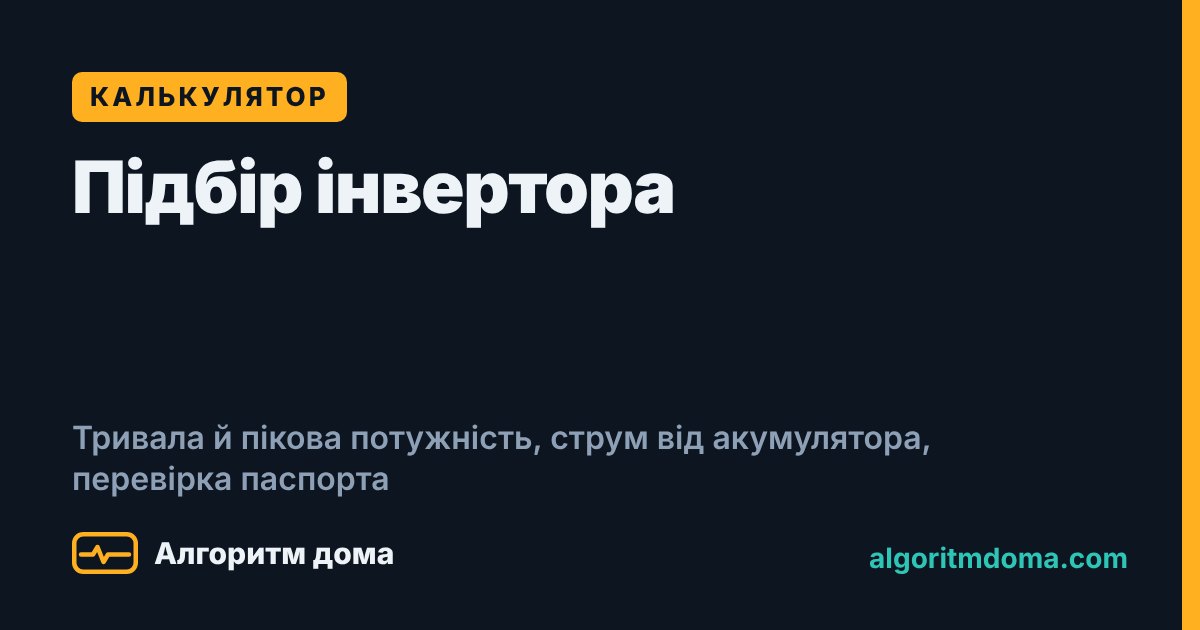 КАЛЬКУЛЯТОР
Підбір інвертора
Тривала й пікова потужність, струм від акумулятора,
перевірка паспорта
Алгоритм дома
algoritmdoma.com